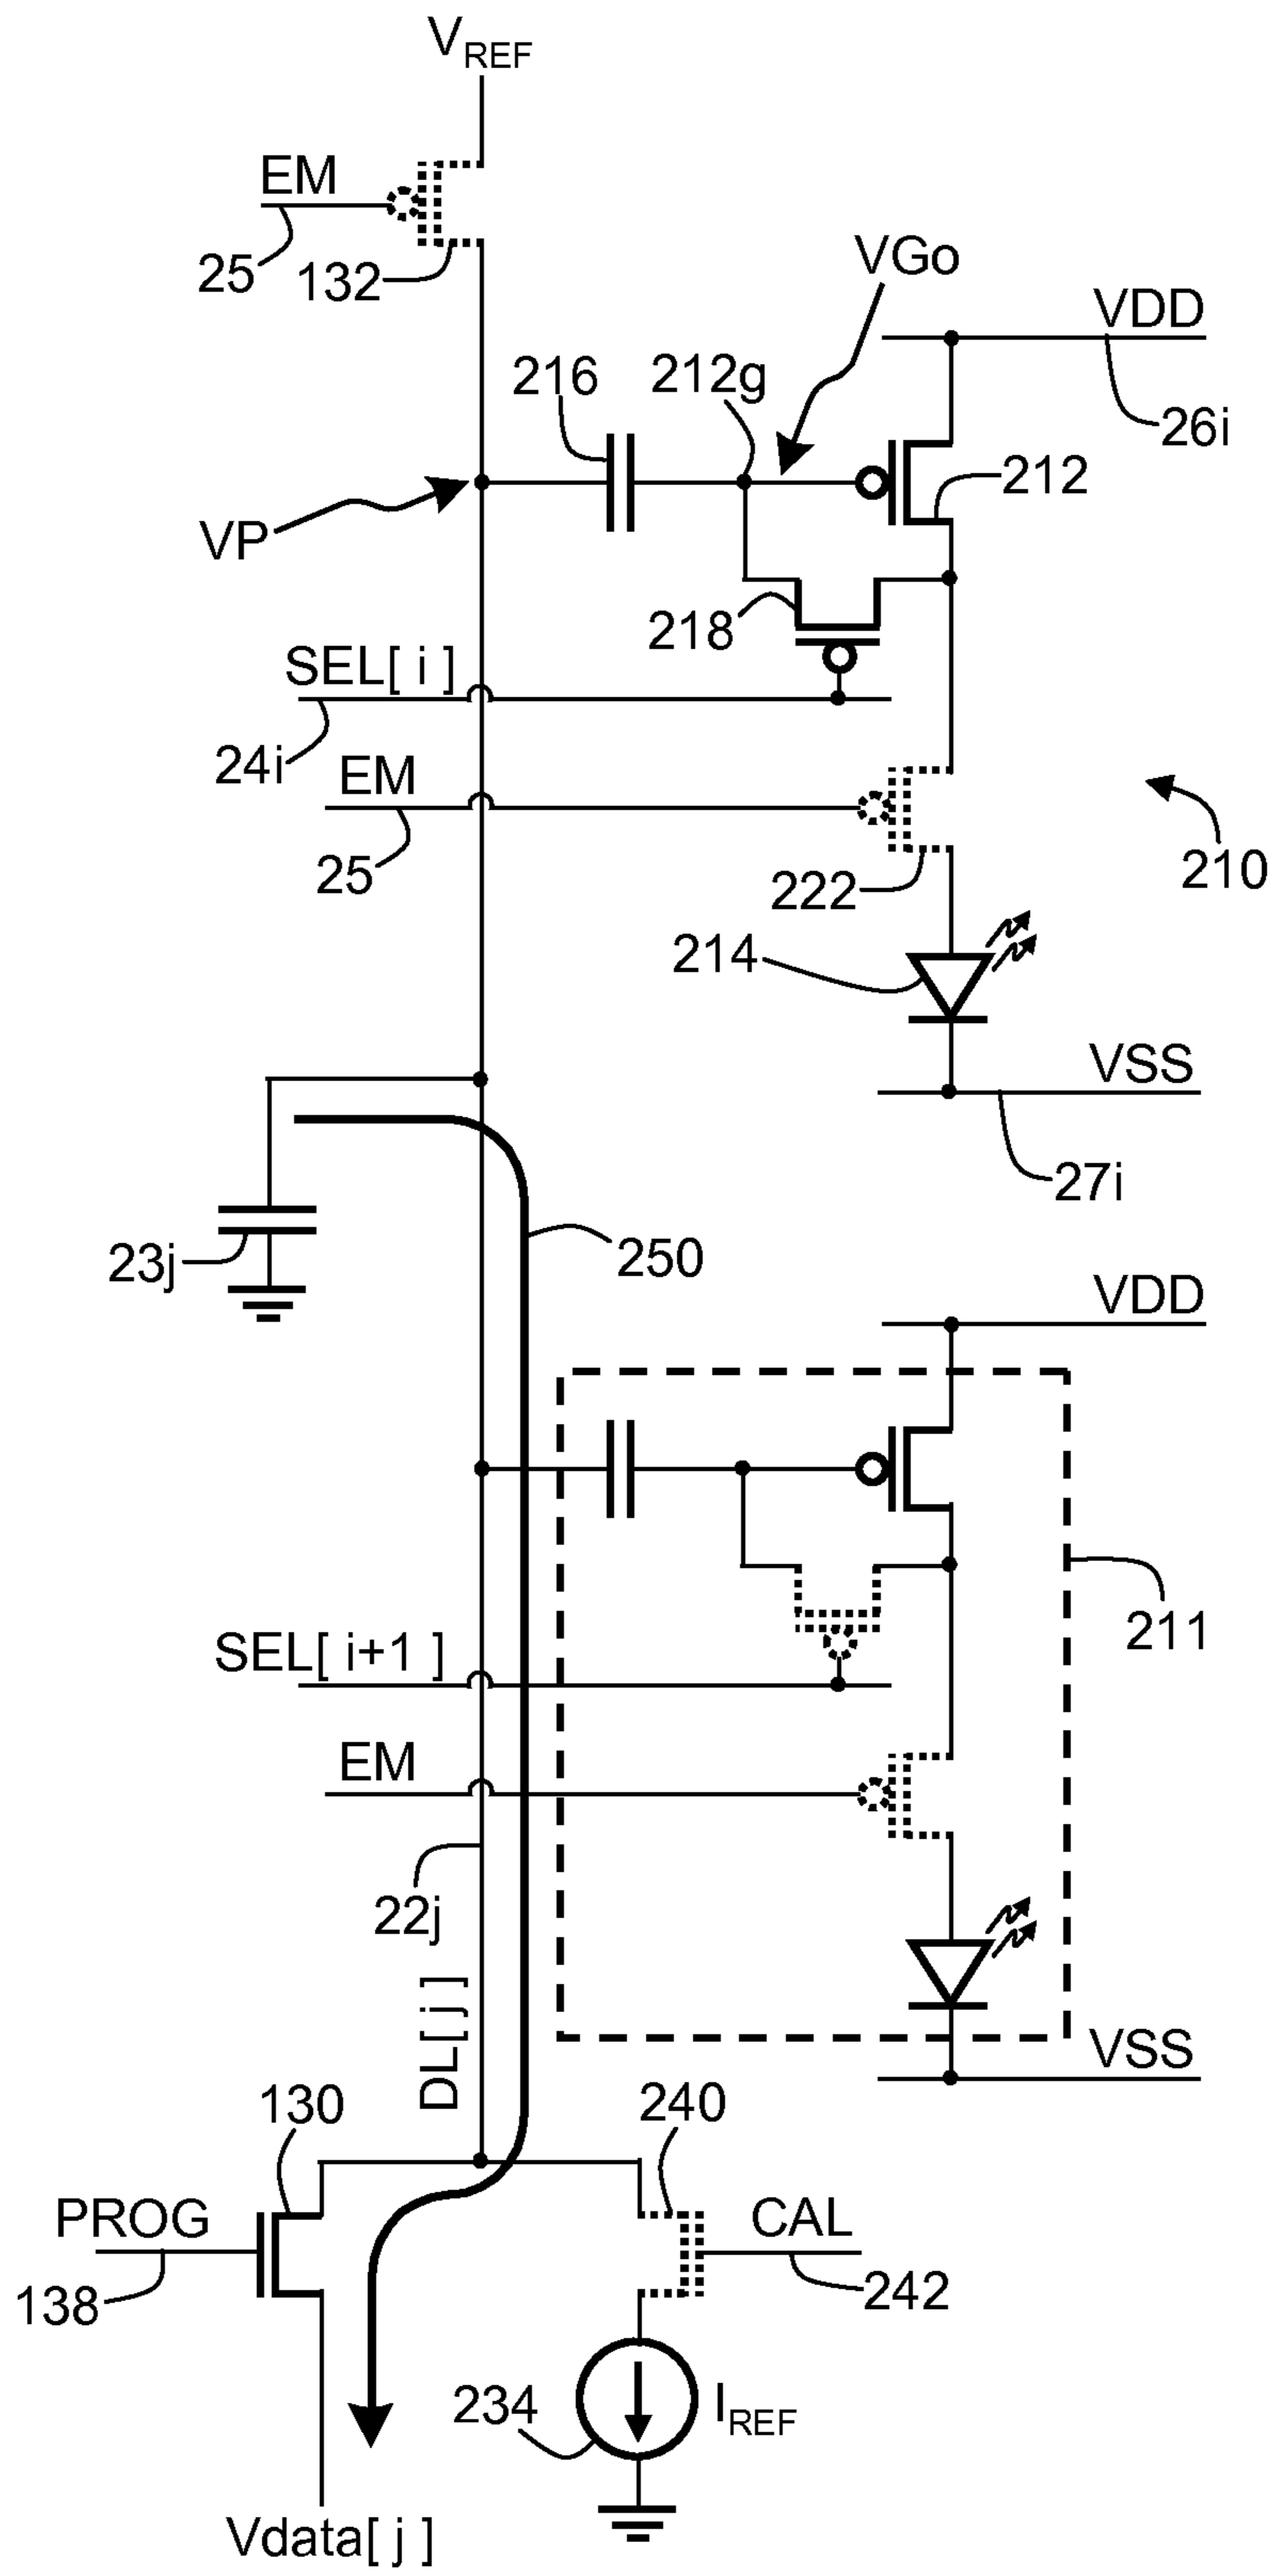 VREF
EM
25
132
VGo
VDD
216
212g
26i
212
VP
218
SEL[ i ]
24i
EM
25
222
210
214
VSS
27i
23j
250
VDD
211
SEL[ i+1 ]
EM
22j
DL[ j ]
VSS
130
240
PROG
CAL
138
242
234
IREF
Vdata[ j ]